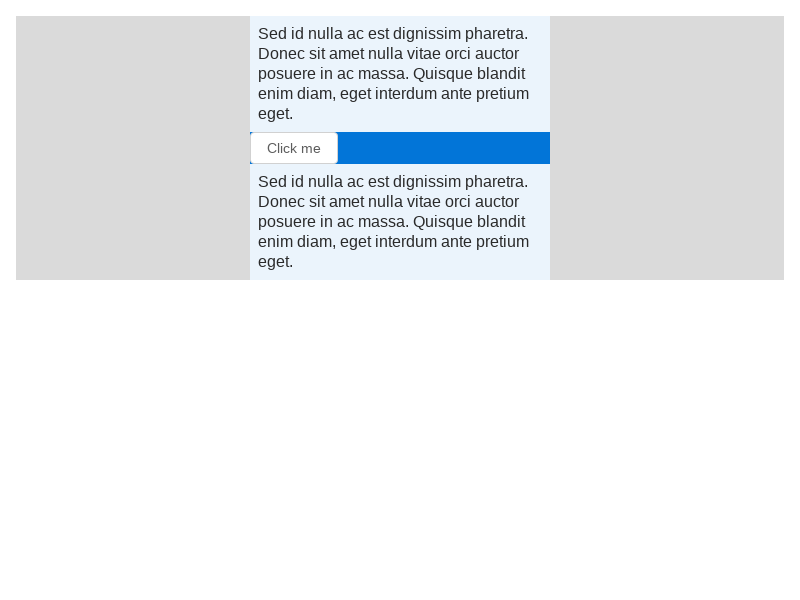 Sed id nulla ac est dignissim pharetra.
Donec sit amet nulla vitae orci auctor
posuere in ac massa. Quisque blandit
enim diam, eget interdum ante pretium
eget.
Click me
Sed id nulla ac est dignissim pharetra.
Donec sit amet nulla vitae orci auctor
posuere in ac massa. Quisque blandit
enim diam, eget interdum ante pretium
eget.